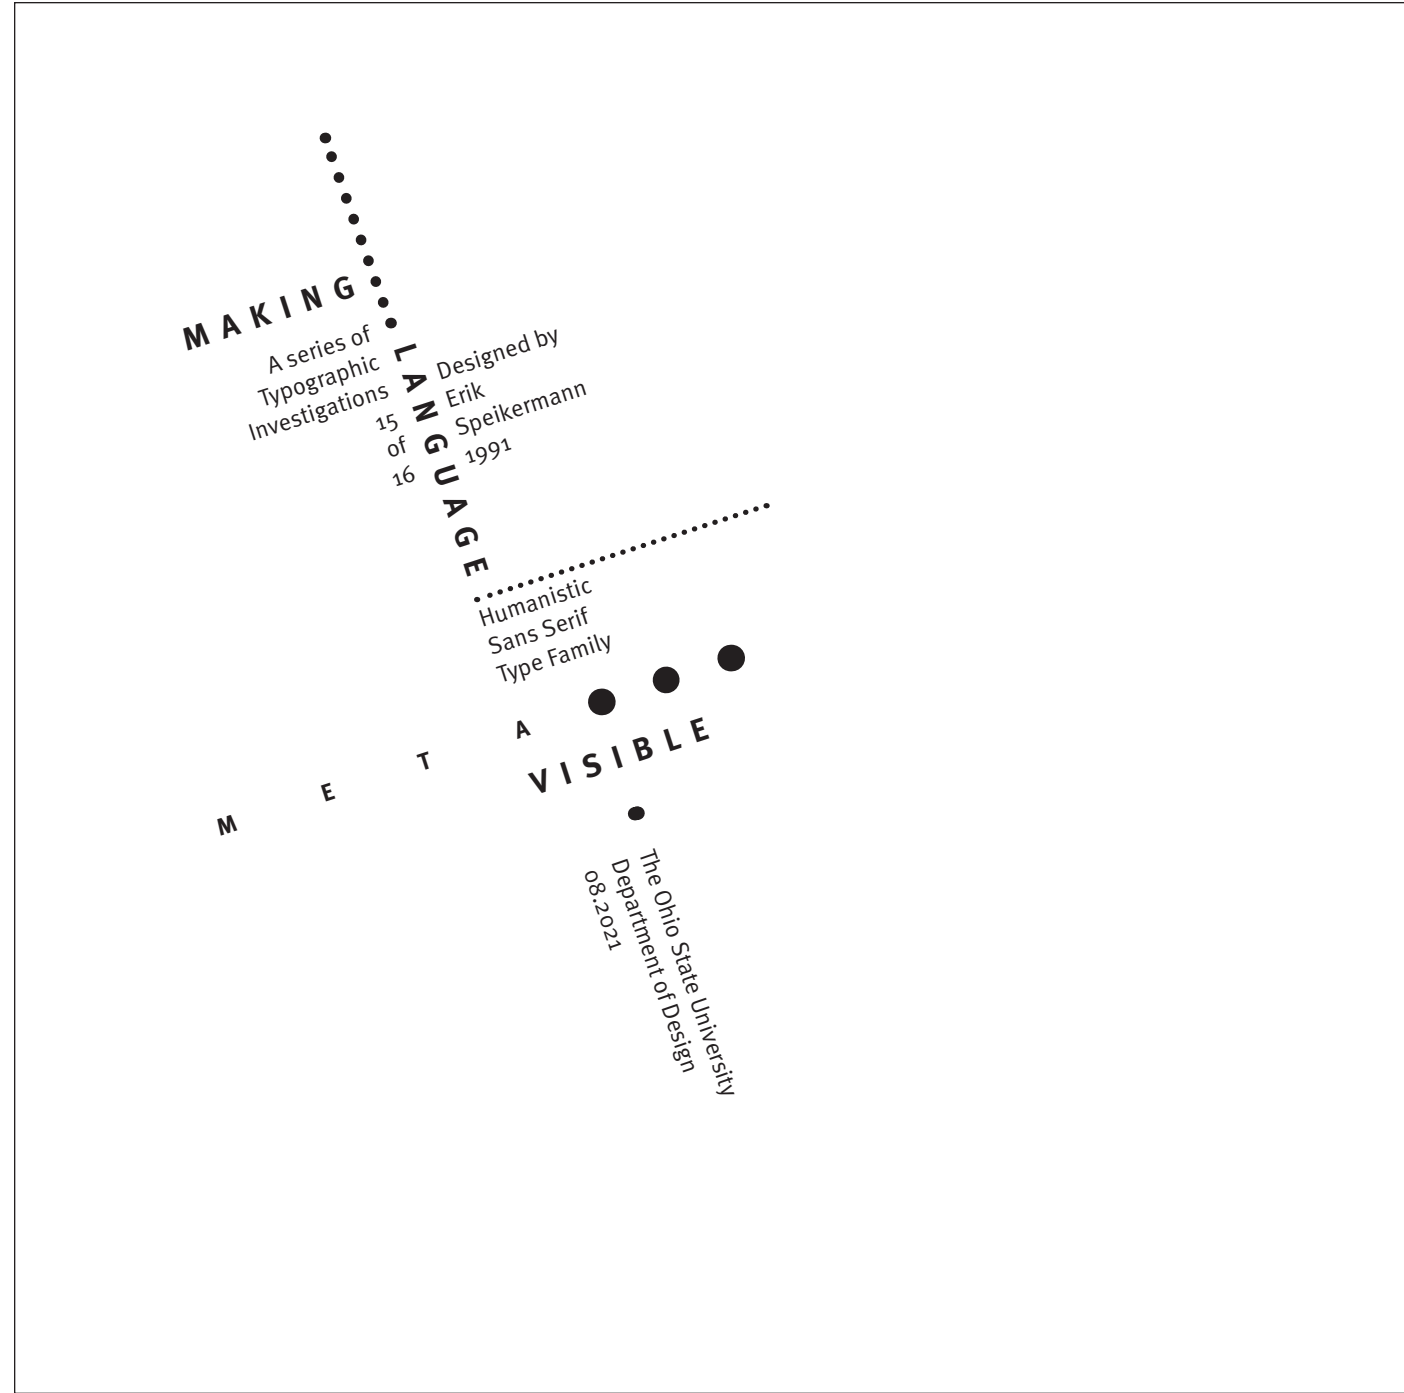 MAKING
LANGUAGE
A series of
Typographic
Investigations
15
of
16
Designed by
Erik
Speikermann
1991
Humanistic
Sans Serif
Type Family
META
VISIBLE
The Ohio State University
Department of Design
08.2021